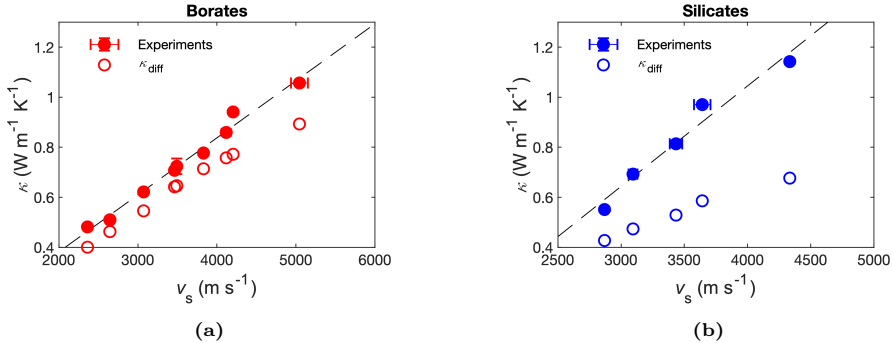 Borates
1.2
1
0.8
0.6
0.4
κ (W m⁻¹ K⁻¹)
Experiments
κdiff
2000 3000 4000 5000 6000
vs (m s⁻¹)
(a)
Silicates
1.2
1
0.8
0.6
0.4
κ (W m⁻¹ K⁻¹)
Experiments
κdiff
2500 3000 3500 4000 4500 5000
vs (m s⁻¹)
(b)